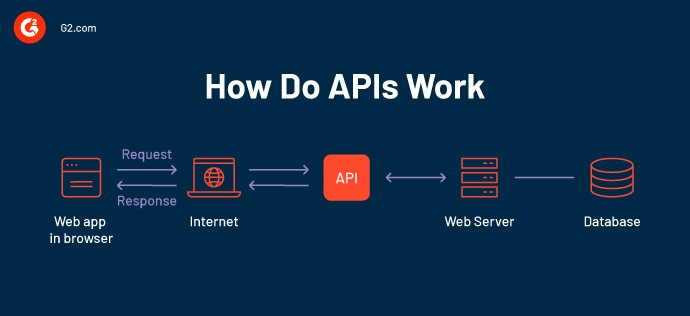 G2
G2.com
How Do APIs Work
Request
Response
API
Web app
in browser
Internet
Web Server
Database